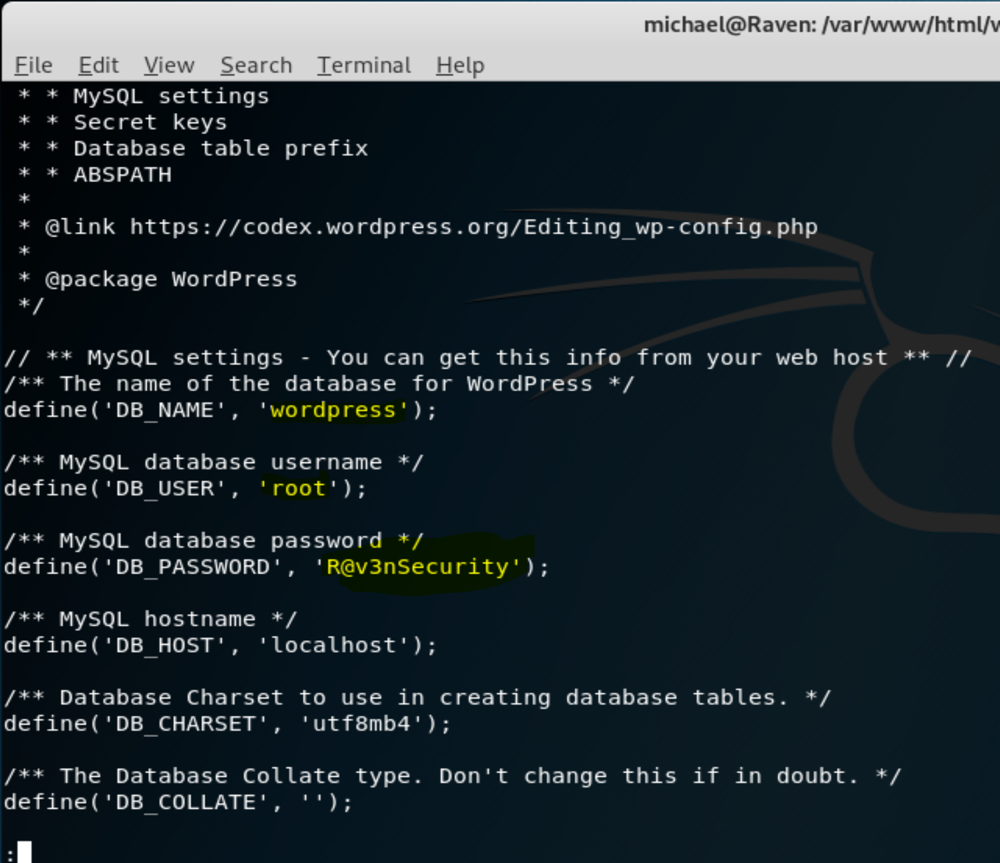 michael@Raven: /var/www/html/w
File Edit View Search Terminal Help
* * MySQL settings
* * Secret keys
* * Database table prefix
* * ABSPATH
*
* @link https://codex.wordpress.org/Editing_wp-config.php
*
* @package WordPress
*/
// ** MySQL settings - You can get this info from your web host ** //
/** The name of the database for WordPress */
define('DB_NAME', 'wordpress');
/** MySQL database username */
define('DB_USER', 'root');
/** MySQL database password */
define('DB_PASSWORD', 'R@v3nSecurity');
/** MySQL hostname */
define('DB_HOST', 'localhost');
/** Database Charset to use in creating database tables. */
define('DB_CHARSET', 'utf8mb4');
/** The Database Collate type. Don't change this if in doubt. */
define('DB_COLLATE', '');
: